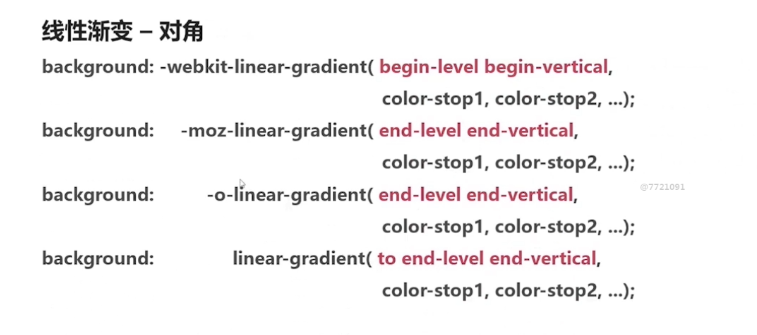 线性渐变 – 对角
background: -webkit-linear-gradient( begin-level begin-vertical,
color-stop1, color-stop2, ...);
background: -moz-linear-gradient( end-level end-vertical,
color-stop1, color-stop2, ...);
background: -o-linear-gradient( end-level end-vertical,
@7721091
color-stop1, color-stop2, ...);
background: linear-gradient( to end-level end-vertical,
color-stop1, color-stop2, ...);